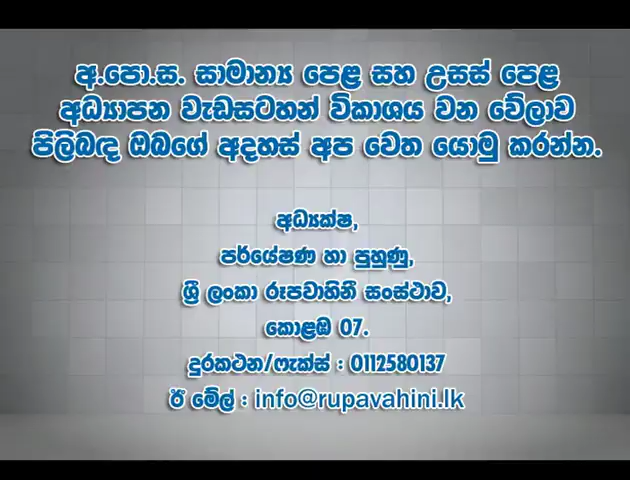 අ.පො.ස. සාමාන්‍ය පෙළ සහ උසස් පෙළ
අධ්‍යාපන වැඩසටහන් විකාශය වන වේලාව
පිලිබඳ ඔබගේ අදහස් අප වෙත යොමු කරන්න.
අධ්‍යක්ෂ,
පර්යේෂණ හා පුහුණු,
ශ්‍රී ලංකා රූපවාහිනී සංස්ථාව,
කොළඹ 07.
දුරකථන/ෆැක්ස් : 0112580137
ඊ මේල් : info@rupavahini.lk